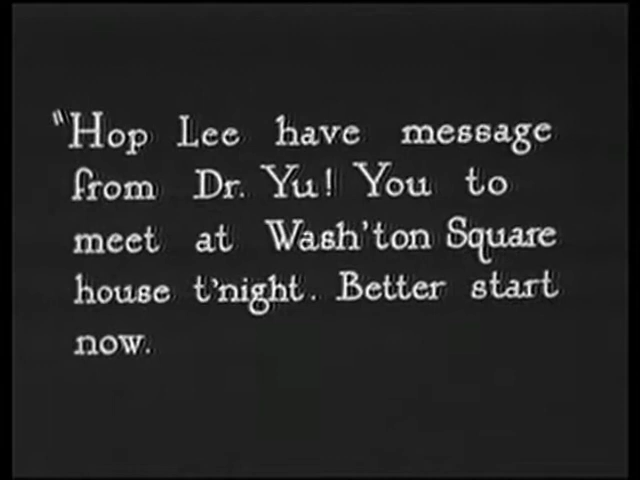 "Hop Lee have message
from Dr. Yu! You to
meet at Wash'ton Square
house t'night. Better start
now.